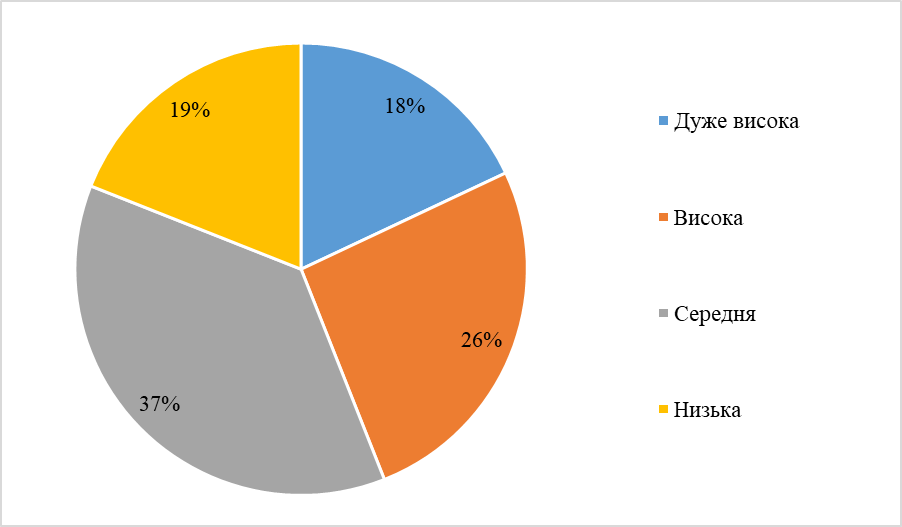 18%
26%
37%
19%
Дуже висока
Висока
Середня
Низька